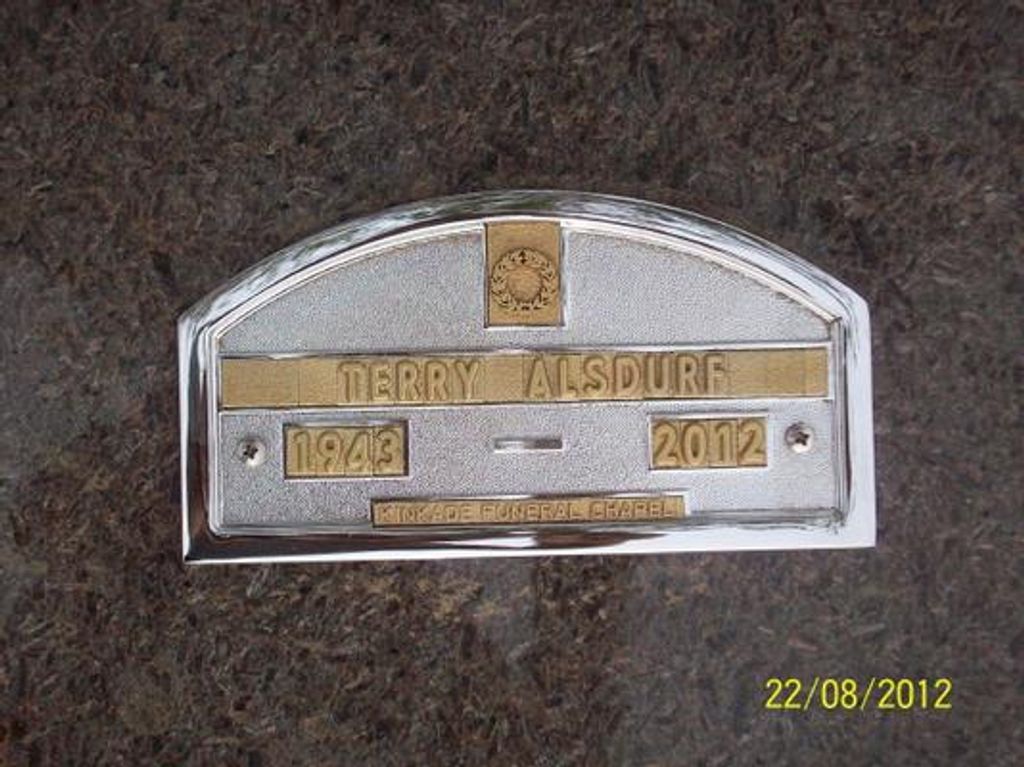 TERRY ALSDURF
1943 - 2012
KINKADE FUNERAL CHAPEL
22/08/2012